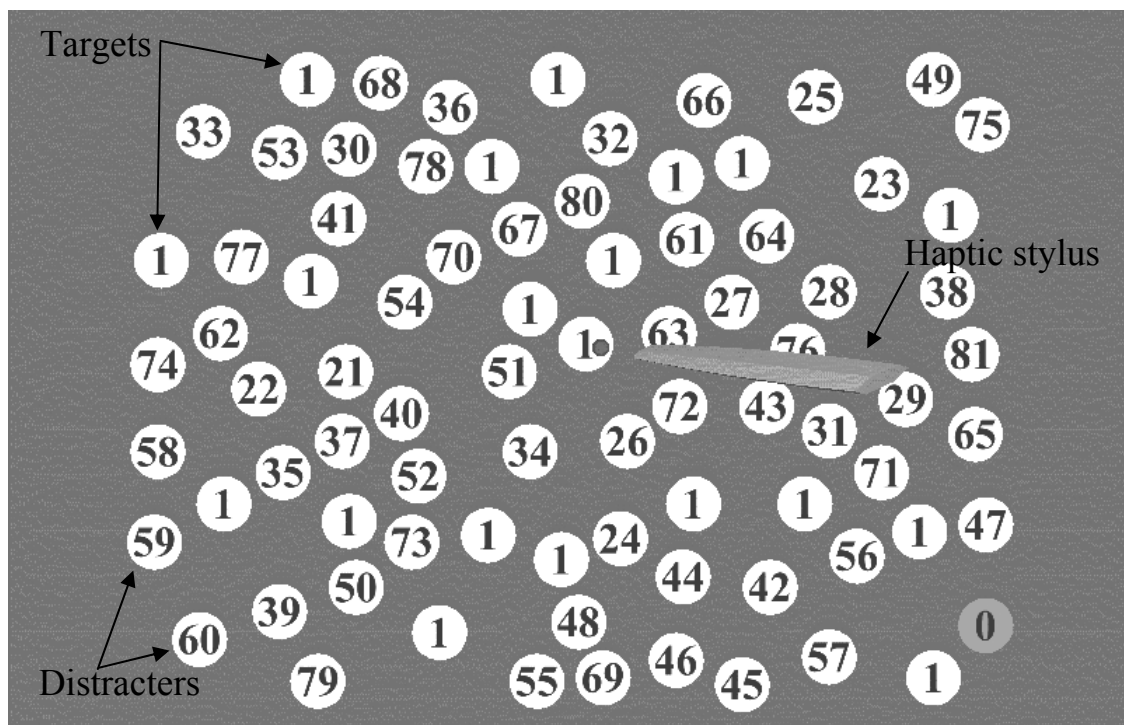 Targets
1 68 1 49
36 66 25
33 53 30 78 1 32 1 1 75
80 23
41 67 1
1 77 70 1 61 64 Haptic stylus
1 54 1 27 28 38
62 1 63 76 81
74 22 21 51
40 72 43 29
58 37 34 26 31 65
35 52 71
1 1 1 1
59 73 1 1 24 56 1 47
50 44 42
39 1 48 0
60
Distracters 79 55 69 46 45 57 1